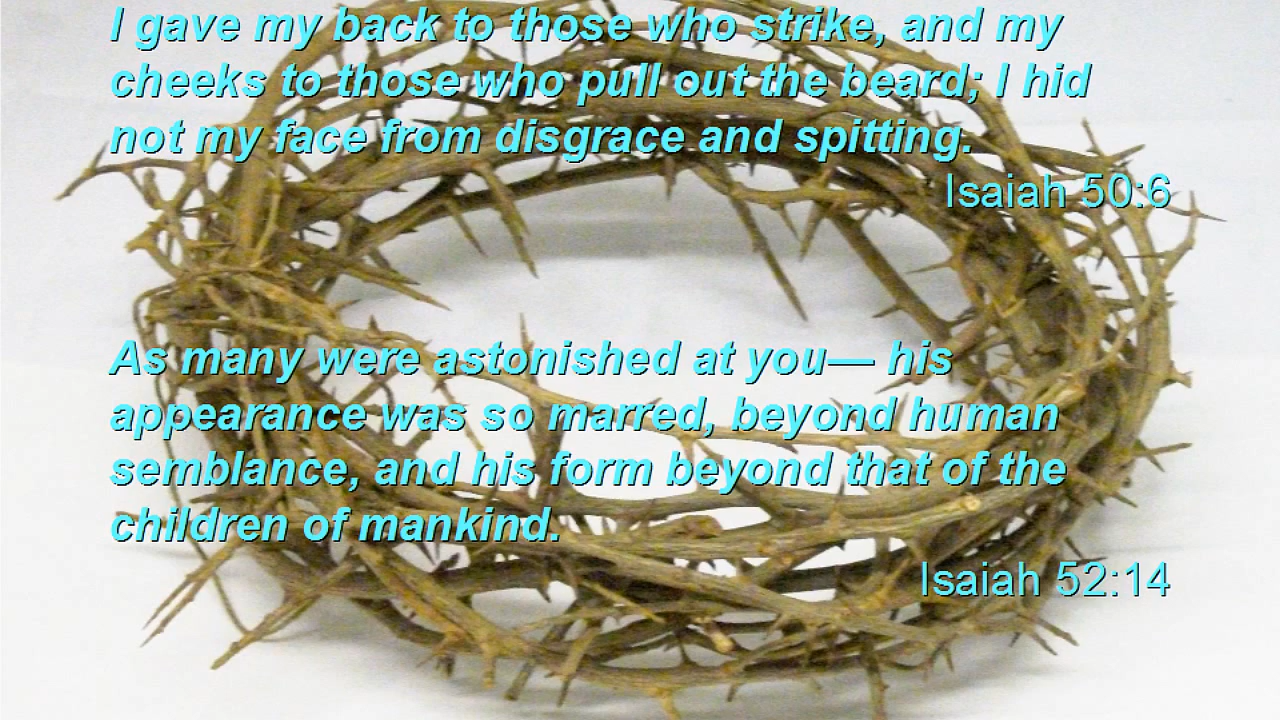 I gave my back to those who strike, and my
cheeks to those who pull out the beard; I hid
not my face from disgrace and spitting.
Isaiah 50:6
As many were astonished at you— his
appearance was so marred, beyond human
semblance, and his form beyond that of the
children of mankind.
Isaiah 52:14